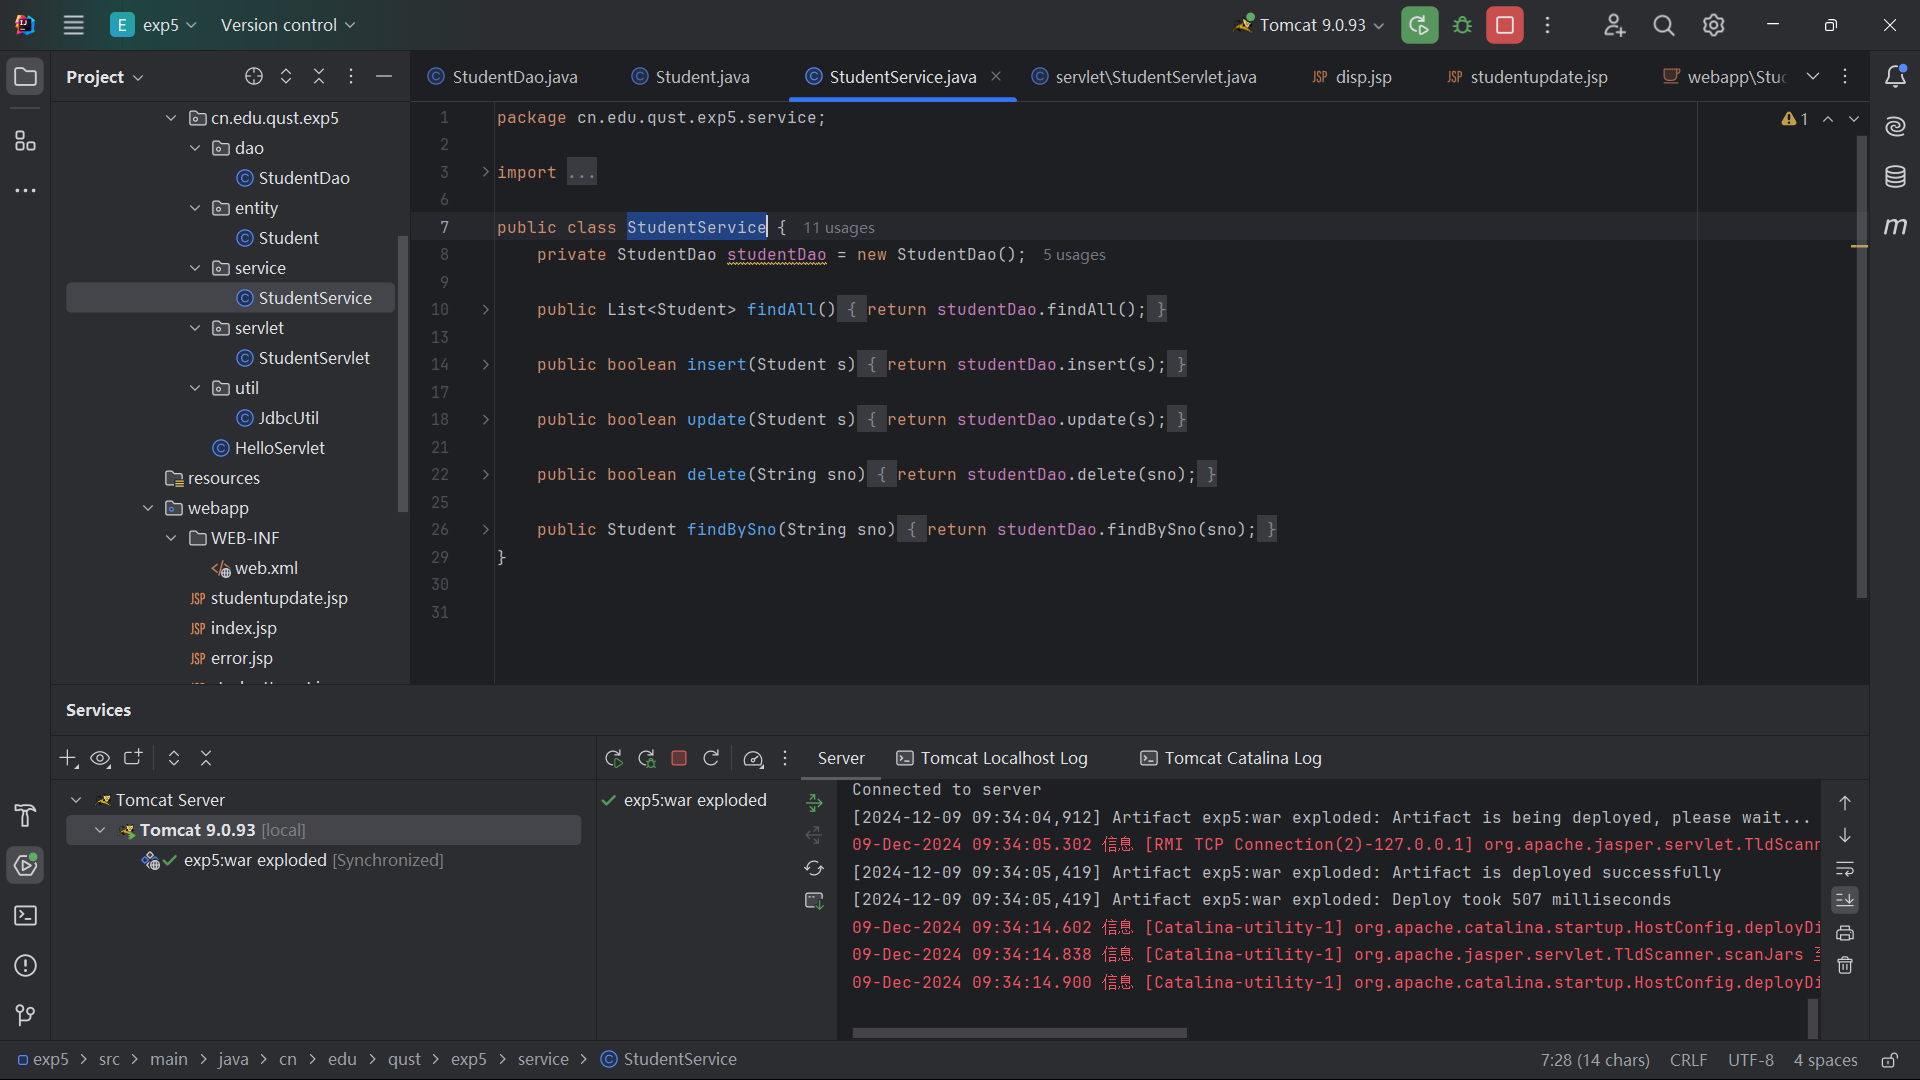 E exp5 Version control Tomcat 9.0.93
Project
StudentDao.java Student.java StudentService.java servlet\StudentServlet.java JSP disp.jsp JSP studentupdate.jsp webapp\Stu
cn.edu.qust.exp5
dao
StudentDao
entity
Student
service
StudentService
servlet
StudentServlet
util
JdbcUtil
HelloServlet
resources
webapp
WEB-INF
web.xml
JSP studentupdate.jsp
JSP index.jsp
JSP error.jsp
1 package cn.edu.qust.exp5.service;
2
3 import ...
6
7 public class StudentService { 11 usages
8 private StudentDao studentDao = new StudentDao(); 5 usages
9
10 public List<Student> findAll() { return studentDao.findAll(); }
13
14 public boolean insert(Student s) { return studentDao.insert(s); }
17
18 public boolean update(Student s) { return studentDao.update(s); }
21
22 public boolean delete(String sno) { return studentDao.delete(sno); }
25
26 public Student findBySno(String sno) { return studentDao.findBySno(sno); }
29 }
30
31
1
m
Services
Server Tomcat Localhost Log Tomcat Catalina Log
Tomcat Server
Tomcat 9.0.93 [local]
exp5:war exploded [Synchronized]
exp5:war exploded
Connected to server
[2024-12-09 09:34:04,912] Artifact exp5:war exploded: Artifact is being deployed, please wait...
09-Dec-2024 09:34:05.302 信息 [RMI TCP Connection(2)-127.0.0.1] org.apache.jasper.servlet.TldScann
[2024-12-09 09:34:05,419] Artifact exp5:war exploded: Artifact is deployed successfully
[2024-12-09 09:34:05,419] Artifact exp5:war exploded: Deploy took 507 milliseconds
09-Dec-2024 09:34:14.602 信息 [Catalina-utility-1] org.apache.catalina.startup.HostConfig.deployDi
09-Dec-2024 09:34:14.838 信息 [Catalina-utility-1] org.apache.jasper.servlet.TldScanner.scanJars
09-Dec-2024 09:34:14.900 信息 [Catalina-utility-1] org.apache.catalina.startup.HostConfig.deployDi
exp5 > src > main > java > cn > edu > qust > exp5 > service > StudentService
7:28 (14 chars) CRLF UTF-8 4 spaces